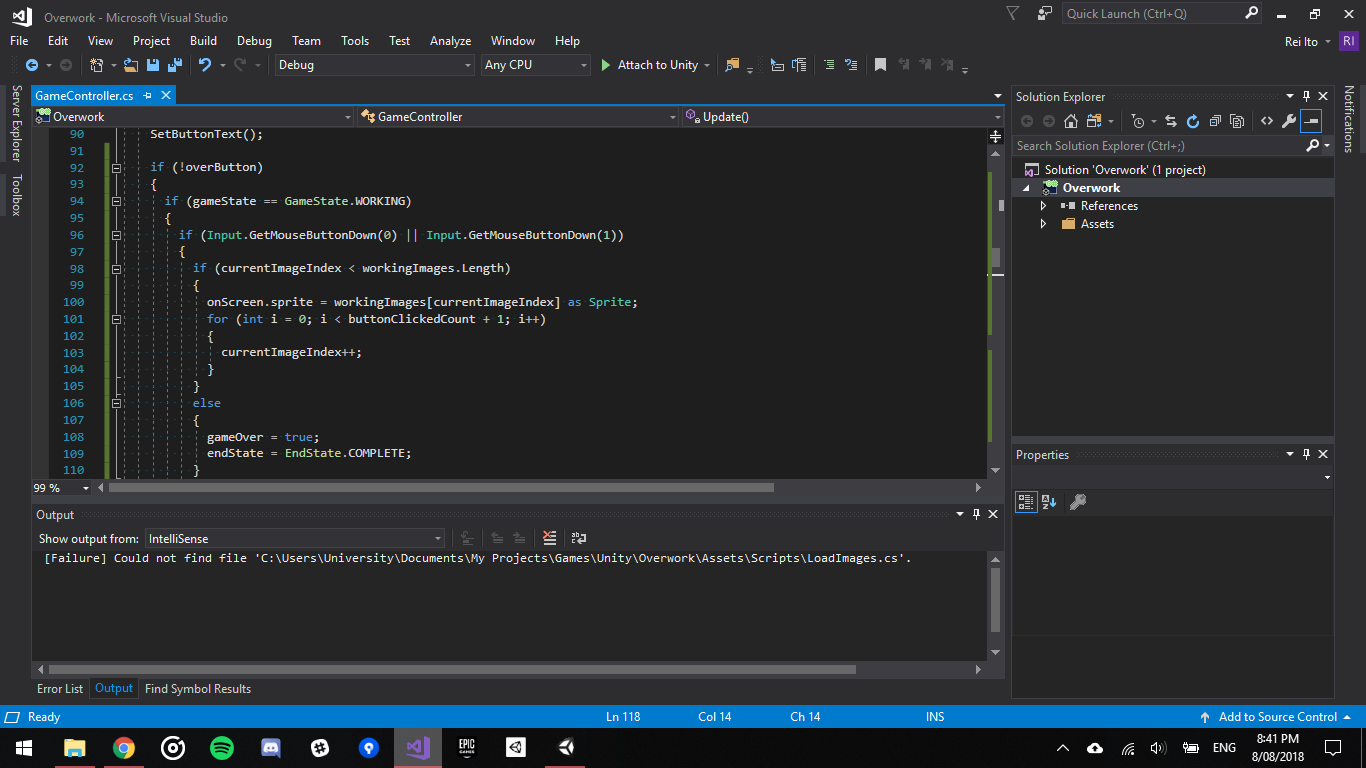 Overwork - Microsoft Visual Studio
Quick Launch (Ctrl+Q)
File Edit View Project Build Debug Team Tools Test Analyze Window Help
Rei Ito RI
Debug Any CPU Attach to Unity
Server Explorer
Toolbox
GameController.cs
Overwork GameController Update()
90 SetButtonText();
91
92 if (!overButton)
93 {
94 if (gameState == GameState.WORKING)
95 {
96 if (Input.GetMouseButtonDown(0) || Input.GetMouseButtonDown(1))
97 {
98 if (currentImageIndex < workingImages.Length)
99 {
100 onScreen.sprite = workingImages[currentImageIndex] as Sprite;
101 for (int i = 0; i < buttonClickedCount + 1; i++)
102 {
103 currentImageIndex++;
104 }
105 }
106 else
107 {
108 gameOver = true;
109 endState = EndState.COMPLETE;
110 }
99 %
Output
Show output from: IntelliSense
[Failure] Could not find file 'C:\Users\University\Documents\My Projects\Games\Unity\Overwork\Assets\Scripts\LoadImages.cs'.
Error List Output Find Symbol Results
Solution Explorer
Search Solution Explorer (Ctrl+;)
Solution 'Overwork' (1 project)
Overwork
References
Assets
Properties
Notifications
Ready Ln 118 Col 14 Ch 14 INS Add to Source Control
EPIC GAMES
ENG
8:41 PM
8/08/2018